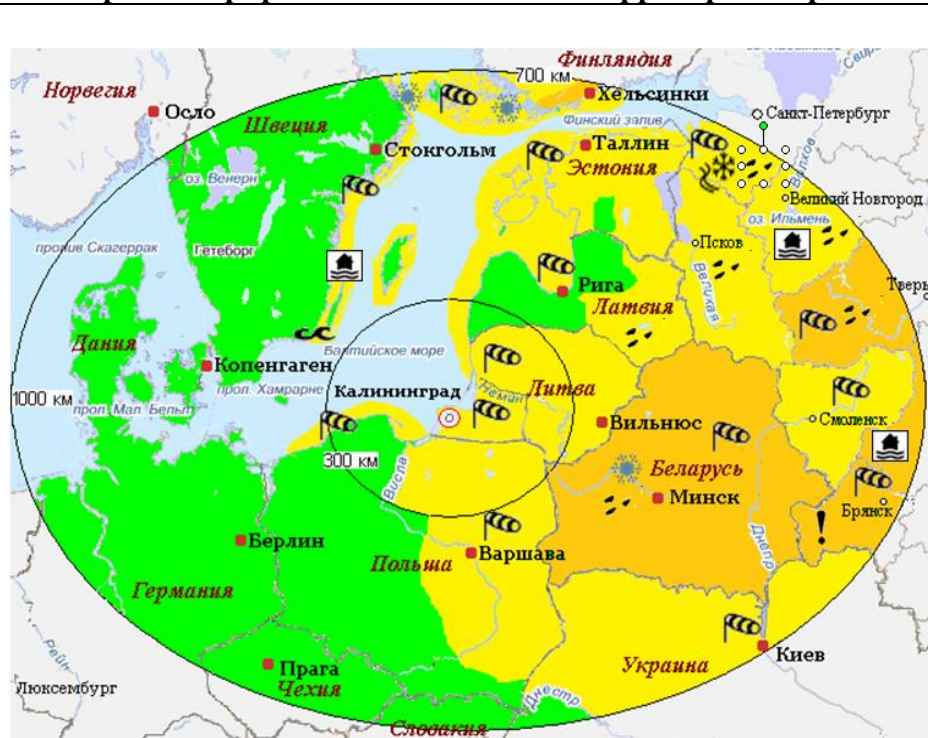 Финляндия
700 км
Норвегия
Хельсинки
Осло
Санкт-Петербург
Швеция
Финский залив
Волхов
Таллин
Стокгольм
Эстония
оз. Венерн
Великий Новгород
оз. Ильмень
Псков
пролив Скагеррак
Гетеборг
Великая
Рига
Тверь
Латвия
Дания
Балтийское море
Копенгаген
Литва
Калининград
Неман
прол. Хамрарне
1000 км
прол. Мал. Бельт
Смоленск
Вильнюс
300 км
Висла
Беларусь
Минск
Брянск
Днепр
Берлин
Варшава
Польша
Германия
Рейн
Киев
Украина
Прага
Люксембург
Чехия
Днестр
Словакия